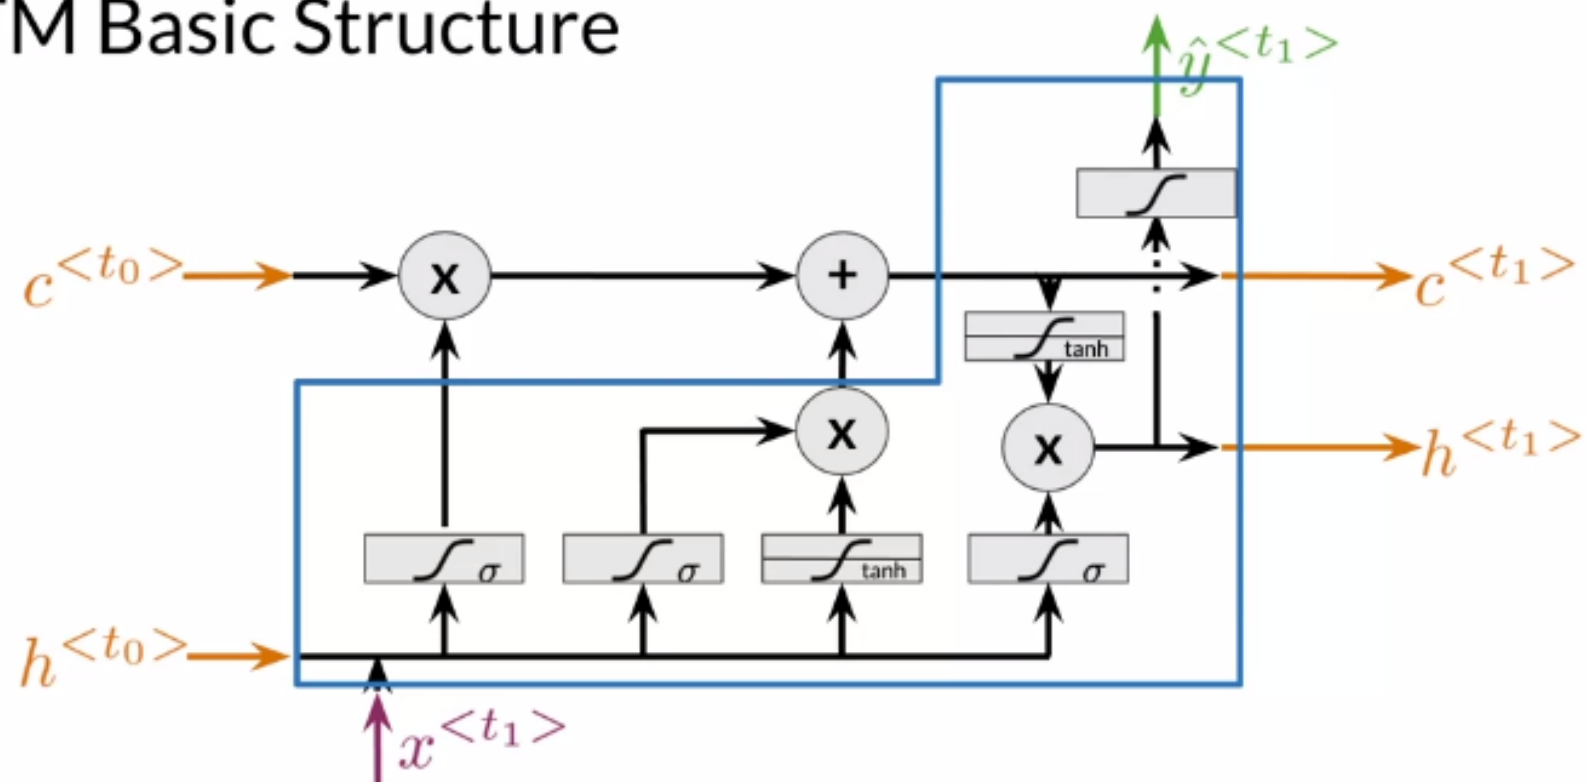 TM Basic Structure
ŷ^{<t₁>}
c^{<t₀>} x + c^{<t₁>}
tanh
x x h^{<t₁>}
σ σ tanh σ
h^{<t₀>}
x^{<t₁>}